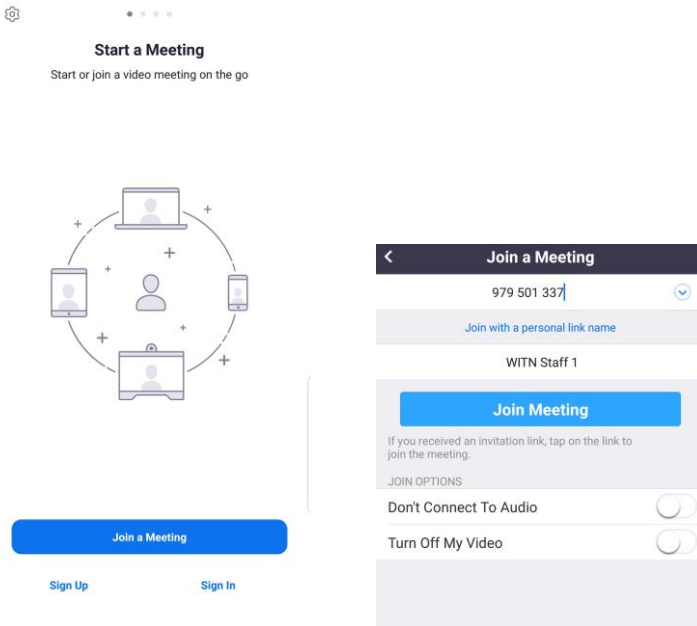 Start a Meeting
Start or join a video meeting on the go
Join a Meeting
Sign Up
Sign In
Join a Meeting
979 501 337
Join with a personal link name
WITN Staff 1
Join Meeting
If you received an invitation link, tap on the link to
join the meeting.
JOIN OPTIONS
Don't Connect To Audio
Turn Off My Video